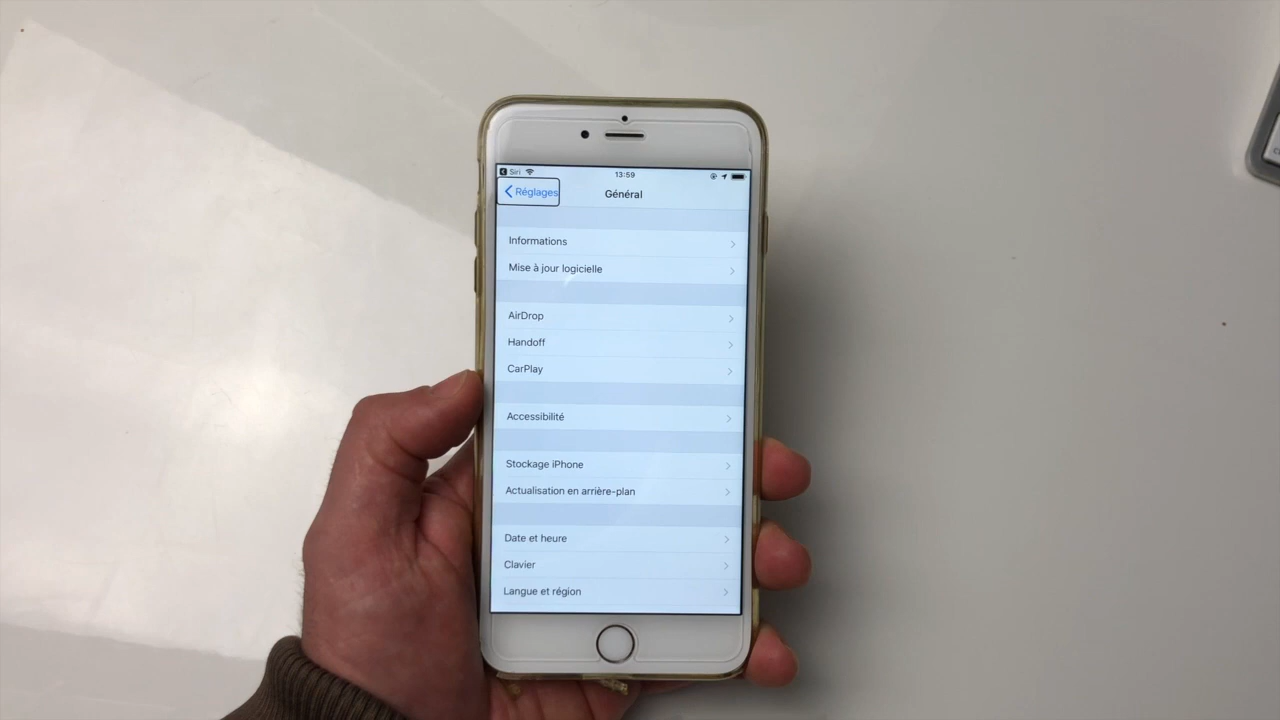 Siri
13:59
Réglages
Général
Informations
Mise à jour logicielle
AirDrop
Handoff
CarPlay
Accessibilité
Stockage iPhone
Actualisation en arrière-plan
Date et heure
Clavier
Langue et région